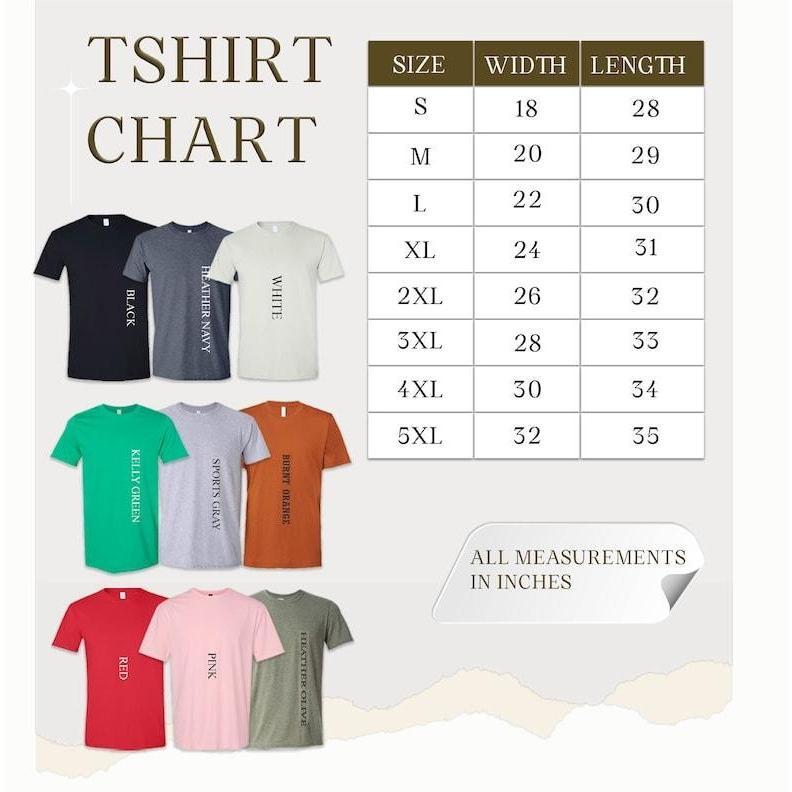 TSHIRT
CHART
SIZE WIDTH LENGTH
S 18 28
M 20 29
L 22 30
XL 24 31
2XL 26 32
3XL 28 33
4XL 30 34
5XL 32 35
BLACK
HEATHER NAVY
WHITE
KELLY GREEN
SPORTS GRAY
BURNT ORANGE
RED
PINK
HEATHER OLIVE
ALL MEASUREMENTS
IN INCHES